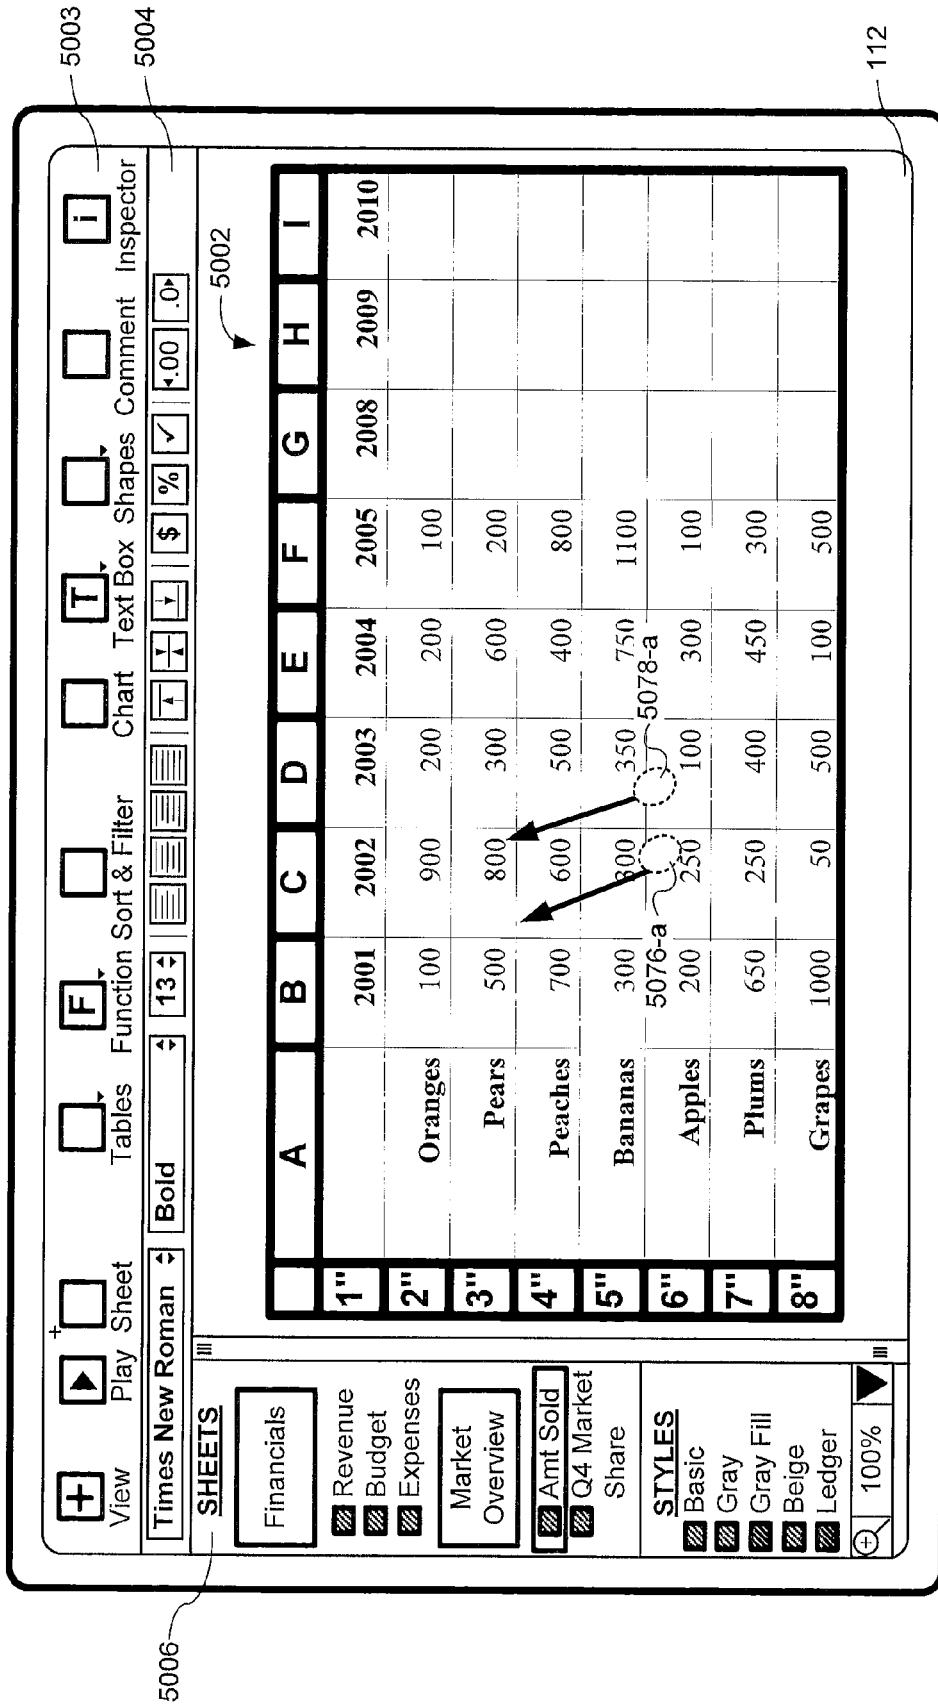 5003
5004
View Play Sheet Tables Function Sort & Filter Chart Text Box Shapes Comment Inspector
+ F T i
Times New Roman Bold 13 $ % ✓ .00 .0
5006
SHEETS
Financials
Revenue
Budget
Expenses
Market
Overview
Amt Sold
Q4 Market
Share
STYLES
Basic
Gray
Gray Fill
Beige
Ledger
100%
5002
A B C D E F G H I
1" 2001 2002 2003 2004 2005 2008 2009 2010
2" Oranges 100 900 200 200 100
3" Pears 500 800 300 600 200
4" Peaches 700 600 500 400 800
5" Bananas 300 300 350 750 1100
5076-a 5078-a
6" Apples 200 250 100 300 100
7" Plums 650 250 400 450 300
8" Grapes 1000 50 500 100 500
112